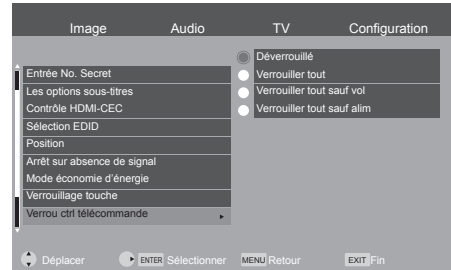 Image Audio TV Configuration
Déverrouillé
Verrouiller tout
Verrouiller tout sauf vol
Verrouiller tout sauf alim
Entrée No. Secret
Les options sous-titres
Contrôle HDMI-CEC
Sélection EDID
Position
Arrêt sur absence de signal
Mode économie d'énergie
Verrouillage touche
Verrou ctrl télécommande
Déplacer ENTER Sélectionner MENU Retour EXIT Fin